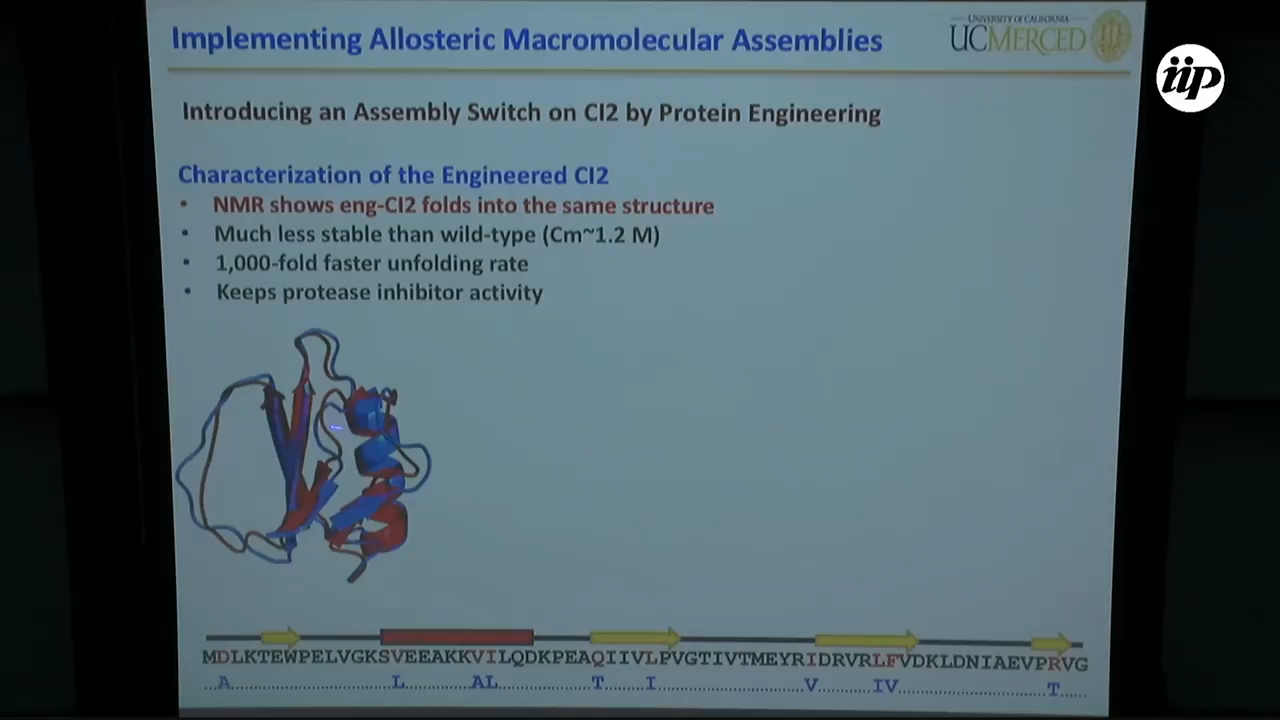 Implementing Allosteric Macromolecular Assemblies
UNIVERSITY OF CALIFORNIA
UCMERCED
iip
Introducing an Assembly Switch on CI2 by Protein Engineering
Characterization of the Engineered CI2
• NMR shows eng-CI2 folds into the same structure
• Much less stable than wild-type (Cm~1.2 M)
• 1,000-fold faster unfolding rate
• Keeps protease inhibitor activity
MDLKTEWPELVGKSVEEAKKVILQDKPEAQIIVLPVGTIVTMEYRIDRVRLFVDKLDNIAEVPRVG
..A....................L..........AL.............T.......I......................V.........IV.......................T.....